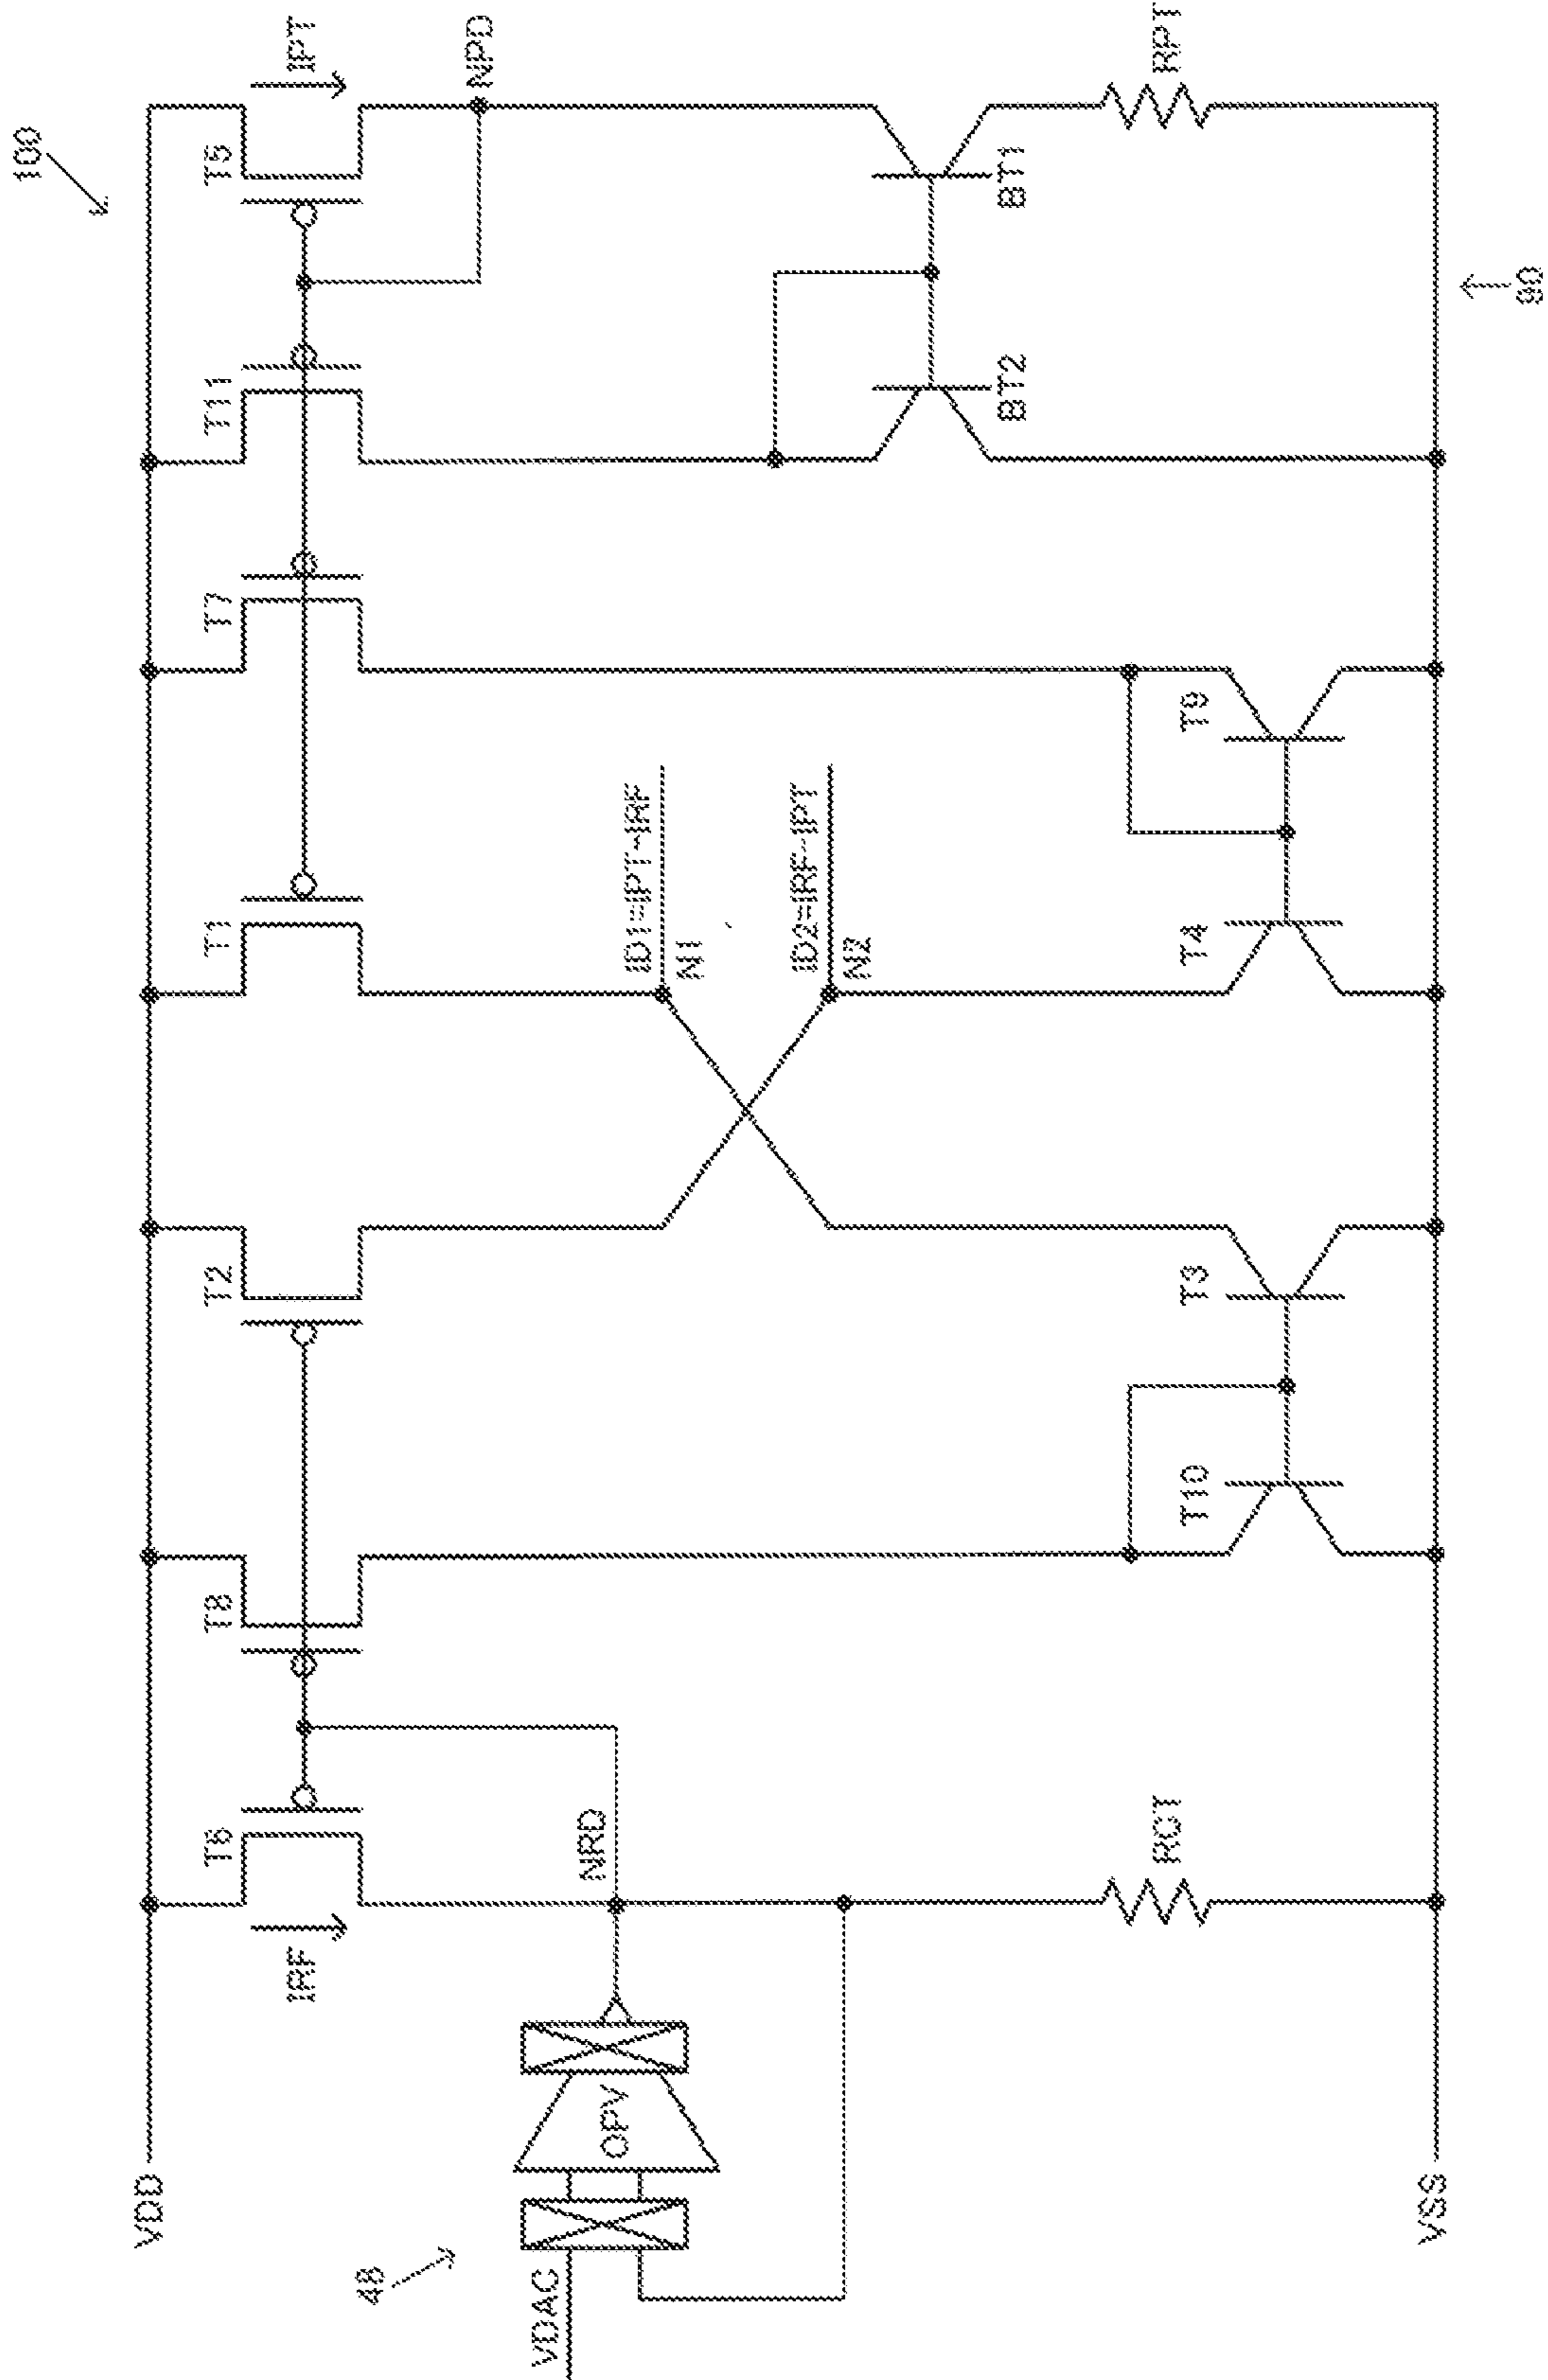 100
VDD
T6
T8
T2
T1
T7
T11
T5
IRF
IPT
48
VDAC
OPV
NRD
NPD
ID1=IPT-IRF
N1
ID2=IRF-IPT
N2
BT2
BT1
RCT
T10
T3
T4
T9
RPT
VSS
90